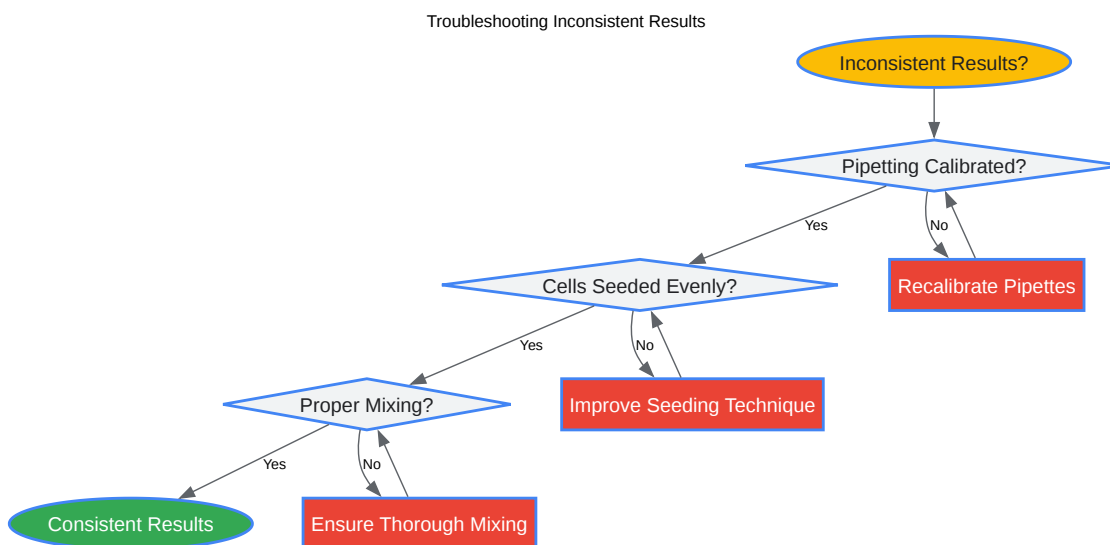 Troubleshooting Inconsistent Results
Inconsistent Results?
Pipetting Calibrated?
Yes
No
Cells Seeded Evenly?
Recalibrate Pipettes
Yes
No
Proper Mixing?
Improve Seeding Technique
Yes
No
Consistent Results
Ensure Thorough Mixing